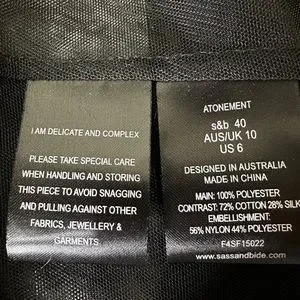 I AM DELICATE AND COMPLEX
PLEASE TAKE SPECIAL CARE
WHEN HANDLING AND STORING
THIS PIECE TO AVOID SNAGGING
AND PULLING AGAINST OTHER
FABRICS, JEWELLERY &
GARMENTS
ATONEMENT
s&b 40
AUS/UK 10
US 6
DESIGNED IN AUSTRALIA
MADE IN CHINA
MAIN: 100% POLYESTER
CONTRAST: 72% COTTON 28% SILK
EMBELLISHMENT:
56% NYLON 44% POLYESTER
F4SF15022
www.sassandbide.com